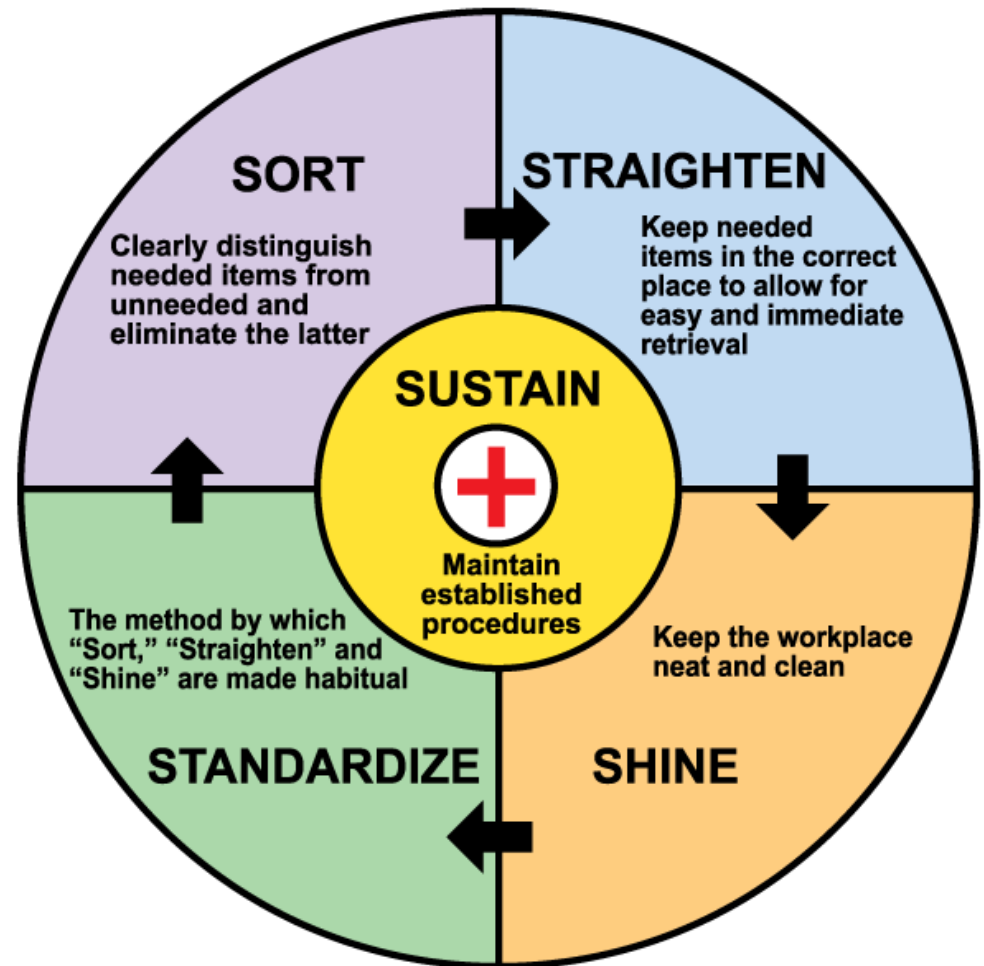 SORT
Clearly distinguish
needed items from
unneeded and
eliminate the latter
STRAIGHTEN
Keep needed
items in the correct
place to allow for
easy and immediate
retrieval
SUSTAIN
Maintain
established
procedures
The method by which
“Sort,” “Straighten” and
“Shine” are made habitual
STANDARDIZE
Keep the workplace
neat and clean
SHINE